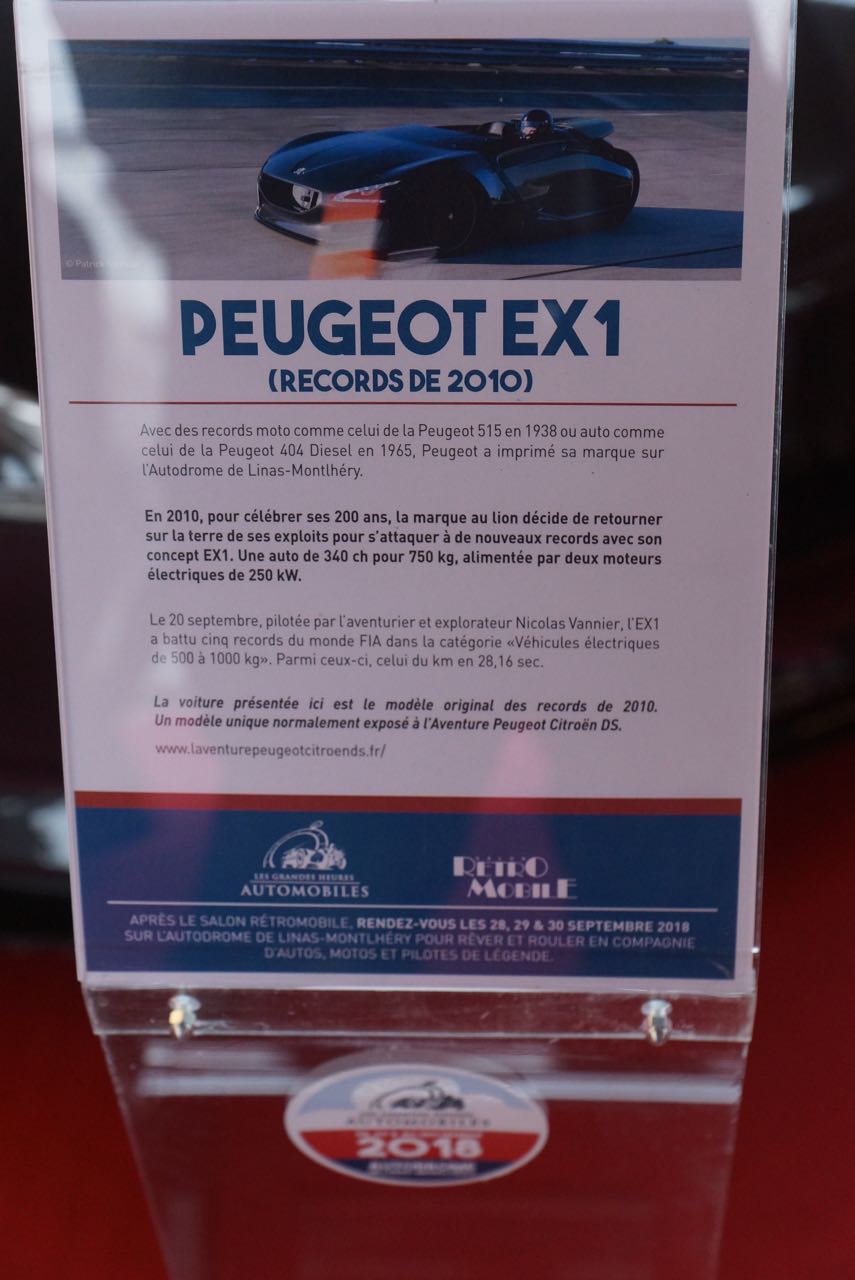 © Patrick
PEUGEOT EX1
(RECORDS DE 2010)
Avec des records moto comme celui de la Peugeot 515 en 1938 ou auto comme
celui de la Peugeot 404 Diesel en 1965, Peugeot a imprimé sa marque sur
l'Autodrome de Linas-Montlhéry.
En 2010, pour célébrer ses 200 ans, la marque au lion décide de retourner
sur la terre de ses exploits pour s'attaquer à de nouveaux records avec son
concept EX1. Une auto de 340 ch pour 750 kg, alimentée par deux moteurs
électriques de 250 kW.
Le 20 septembre, pilotée par l'aventurier et explorateur Nicolas Vannier, l'EX1
a battu cinq records du monde FIA dans la catégorie «Véhicules électriques
de 500 à 1000 kg». Parmi ceux-ci, celui du km en 28,16 sec.
La voiture présentée ici est le modèle original des records de 2010.
Un modèle unique normalement exposé à l'Aventure Peugeot Citroën DS.
www.laventurepeugeotcitroends.fr/
LES GRANDES HEURES
AUTOMOBILES
RÉTRO
MOBILE
APRÈS LE SALON RÉTROMOBILE, RENDEZ-VOUS LES 28, 29 & 30 SEPTEMBRE 2018
SUR L'AUTODROME DE LINAS-MONTLHÉRY POUR RÊVER ET ROULER EN COMPAGNIE
D'AUTOS, MOTOS ET PILOTES DE LÉGENDE.
AUTOMOBILES
2018
AUTODROME